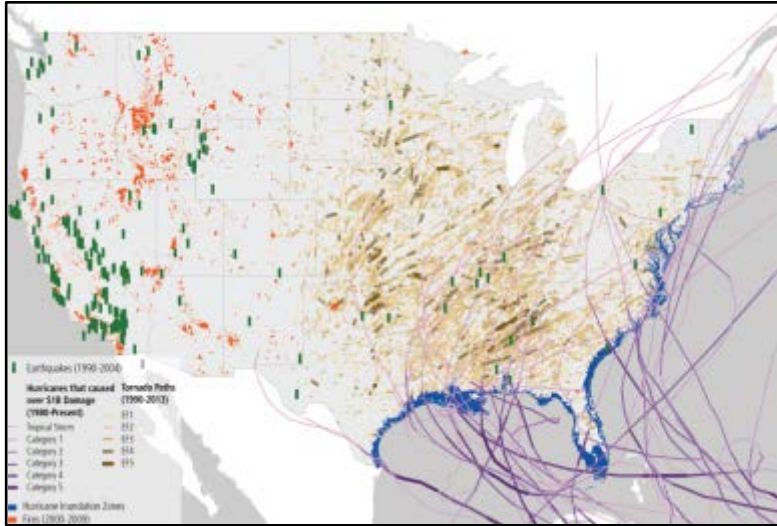 Earthquakes (1990-2004)
Hurricanes that caused
over $1B Damage
(1980-Present)
Tropical Storm
Category 1
Category 2
Category 3
Category 4
Category 5
Tornado Paths
(1990-2013)
EF1
EF2
EF3
EF4
EF5
Hurricane Inundation Zones
Fires (2000-2009)